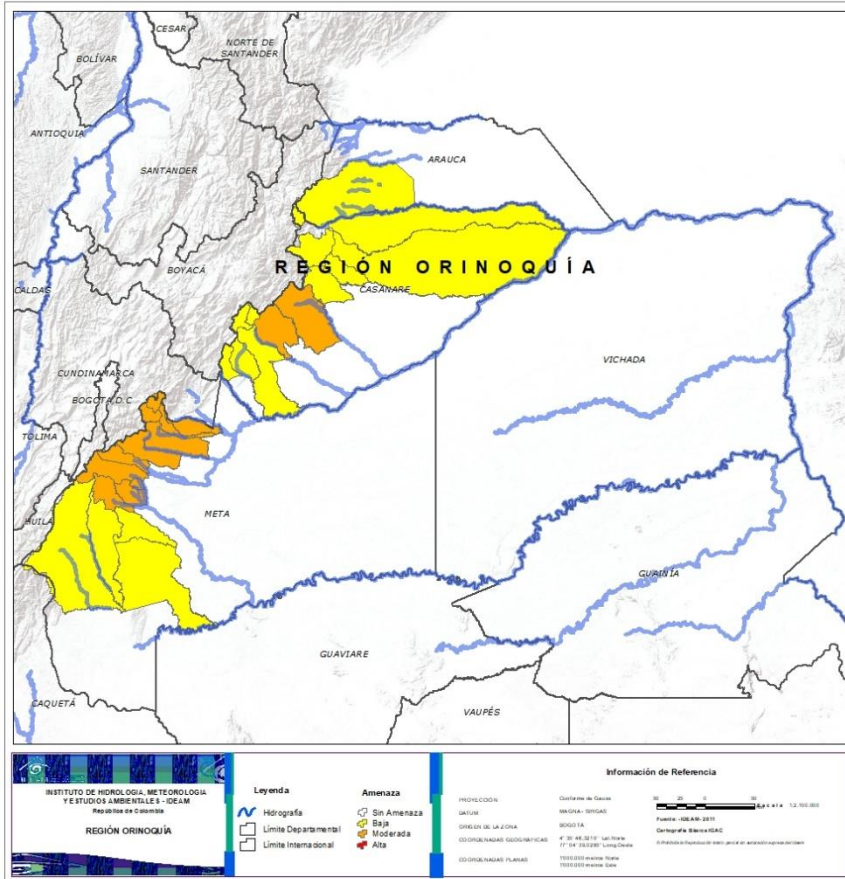 CESAR
NORTE DE
SANTANDER
BOLÍVAR
ANTIOQUIA
ARAUCA
SANTANDER
BOYACÁ
REGIÓN ORINOQUÍA
CALDAS
CASANARE
VICHADA
CUNDINAMARCA
BOGOTÁ, D.C
TOLIMA
META
HUILA
GUAINÍA
GUAVIARE
CAQUETÁ
VAUPÉS
INSTITUTO DE HIDROLOGIA, METEOROLOGIA
Y ESTUDIOS AMBIENTALES - IDEAM
República de Colombia
REGIÓN ORINOQUÍA
Leyenda
Hidrografía
Límite Departamental
Límite Internacional
Amenaza
Sin Amenaza
Baja
Moderada
Alta
Información de Referencia
PROYECCION Conforme de Gauss
DATUM MAGNA-SIRGAS
ORIGEN DE LA ZONA BOGOTA
COORDENADAS GEOGRAFICAS
COORDENADAS PLANAS
Escala
Fuente: -IDEAM- 2011
Cartografía Básica IGAC